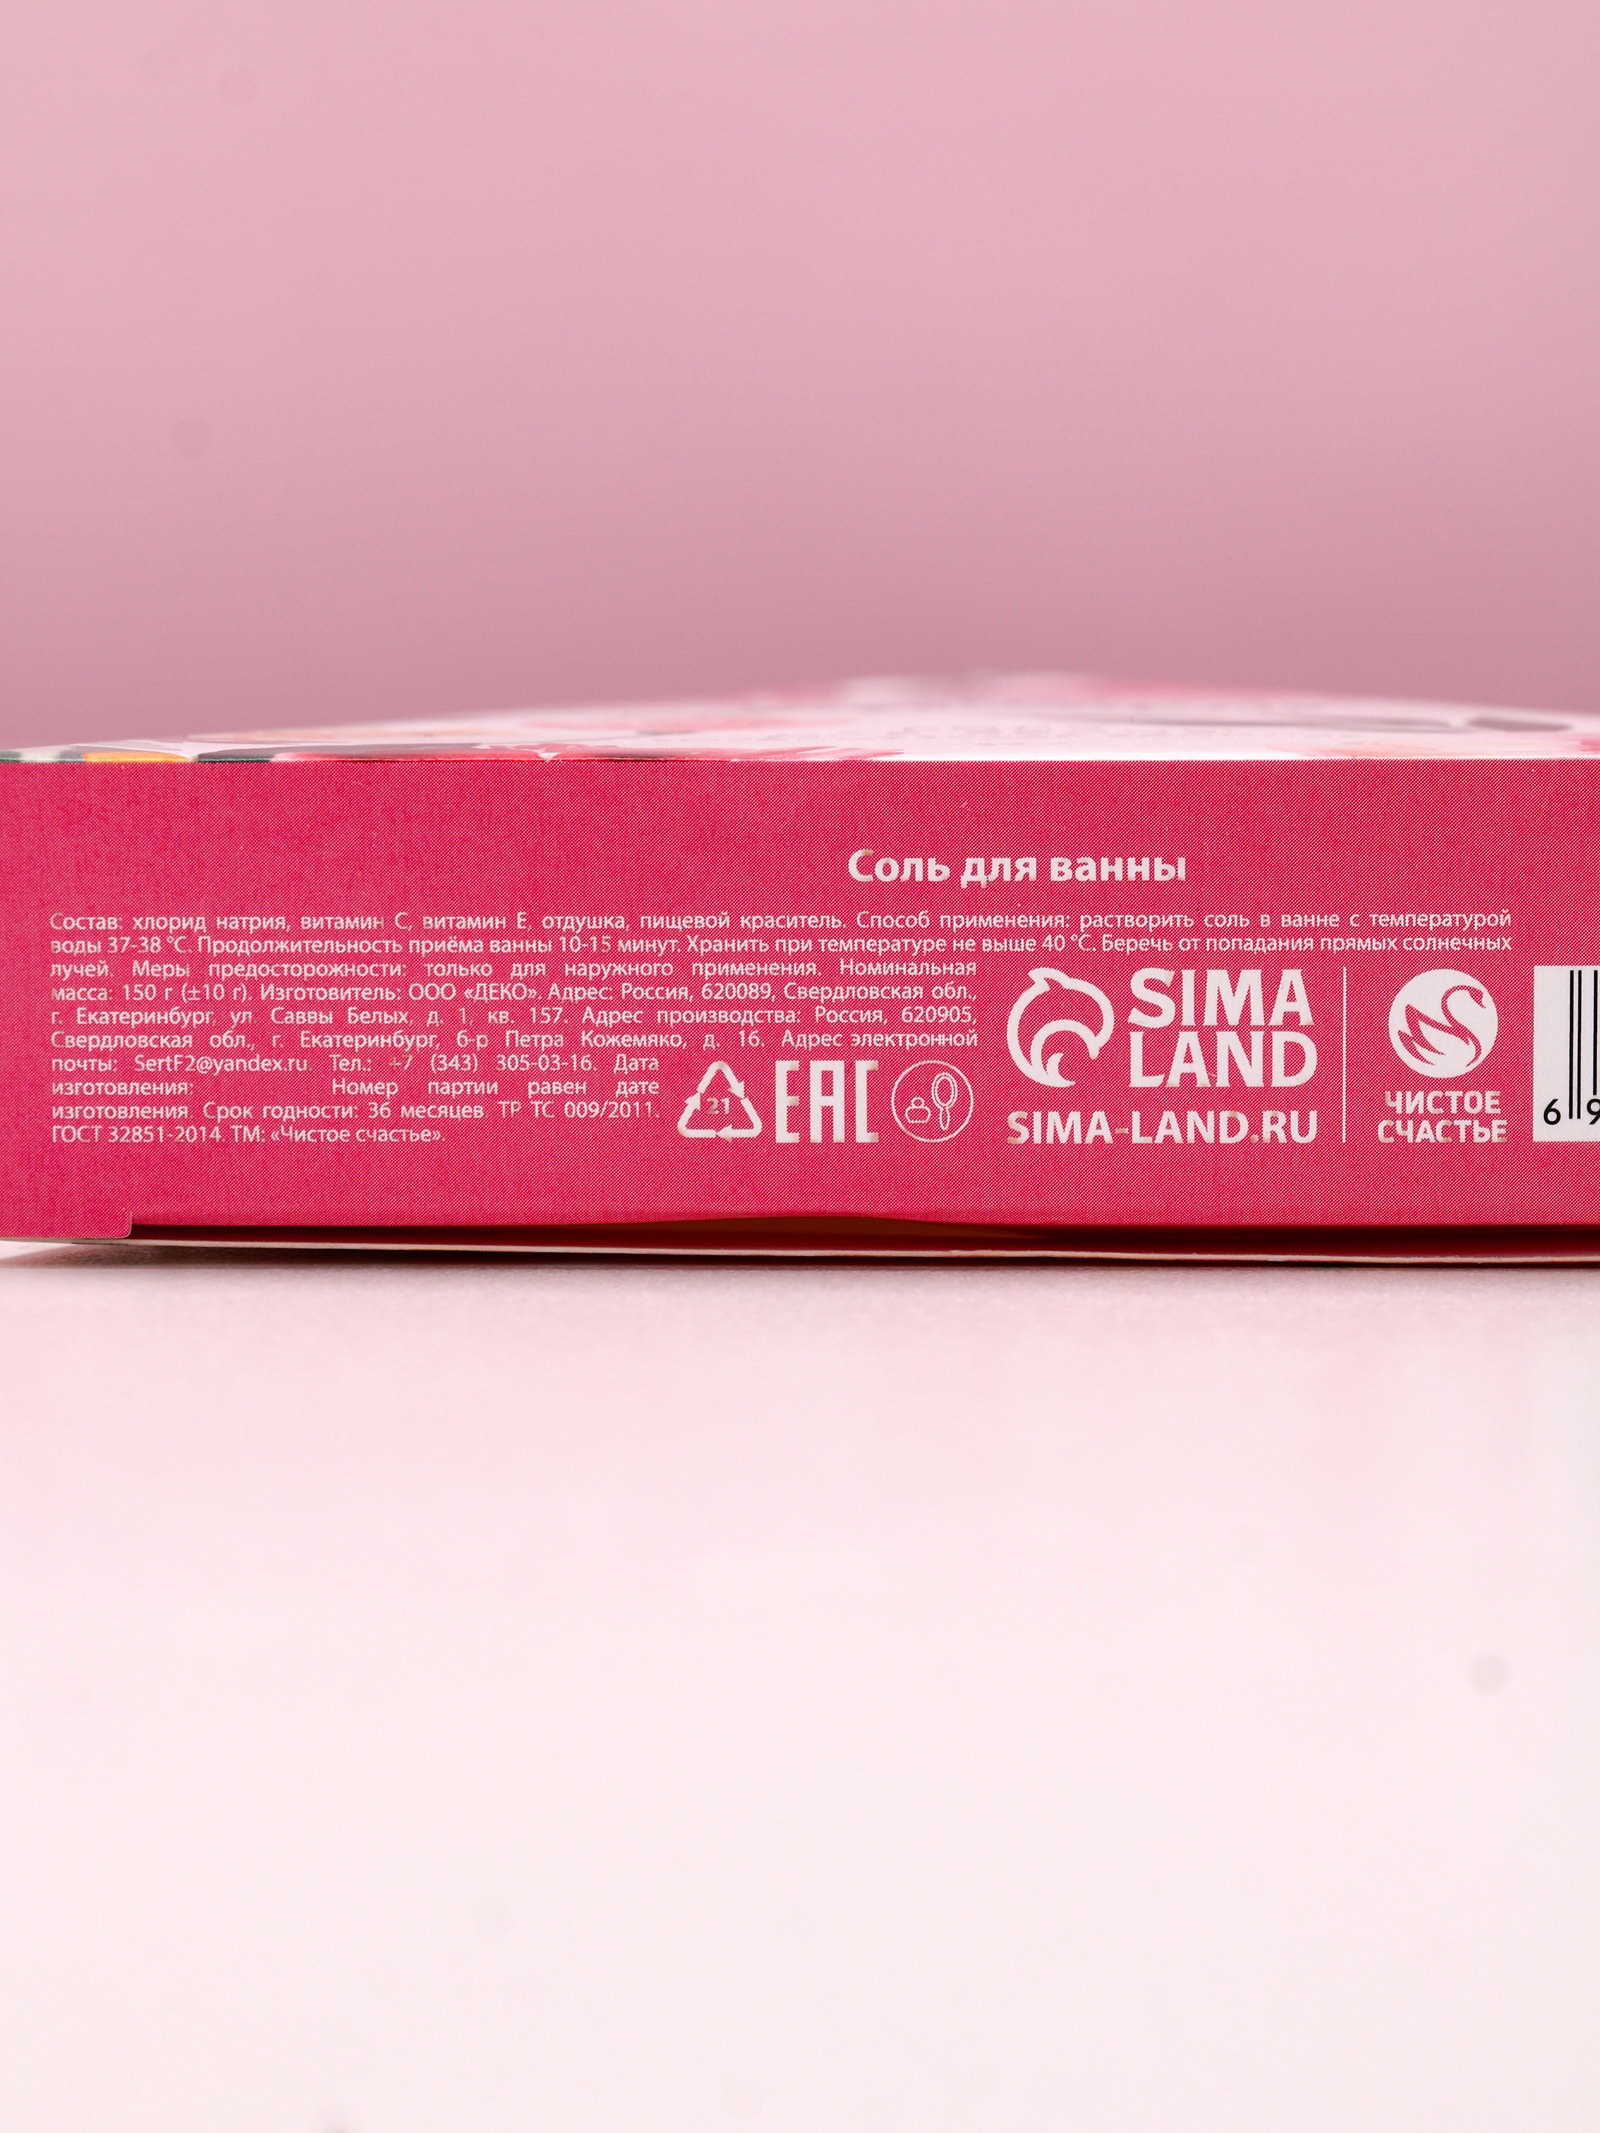 Соль для ванны
Состав: хлорид натрия, витамин С, витамин Е, отдушка, пищевой краситель. Способ применения: растворить соль в ванне с температурой
воды 37-38 °С. Продолжительность приёма ванны 10-15 минут. Хранить при температуре не выше 40 °С. Беречь от попадания прямых солнечных
лучей. Меры предосторожности: только для наружного применения. Номинальная
масса: 150 г (±10 г). Изготовитель: ООО «ДЕКО». Адрес: Россия, 620089, Свердловская обл.,
г. Екатеринбург, ул. Саввы Белых, д. 1, кв. 157. Адрес производства: Россия, 620905,
Свердловская обл., г. Екатеринбург, б-р Петра Кожемяко, д. 16. Адрес электронной
почты: SertF2@yandex.ru. Тел.: +7 (343) 305-03-16. Дата
изготовления: Номер партии равен дате
изготовления. Срок годности: 36 месяцев. ТР ТС 009/2011.
ГОСТ 32851-2014. ТМ: «Чистое счастье».
21
ЕАС
SIMA
LAND
SIMA-LAND.RU
ЧИСТОЕ
СЧАСТЬЕ
6 9